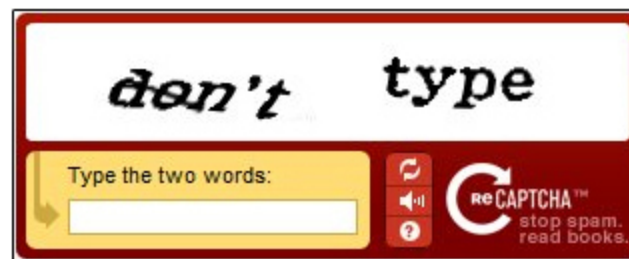 don't type
Type the two words:
?
ReCAPTCHA™
stop spam.
read books.